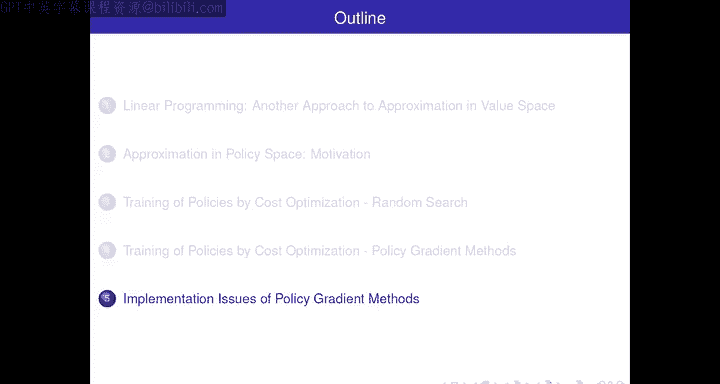 GPT中英字幕课程资源@bilibili.com
Outline
1 Linear Programming: Another Approach to Approximation in Value Space
2 Approximation in Policy Space: Motivation
3 Training of Policies by Cost Optimization - Random Search
4 Training of Policies by Cost Optimization - Policy Gradient Methods
5 Implementation Issues of Policy Gradient Methods